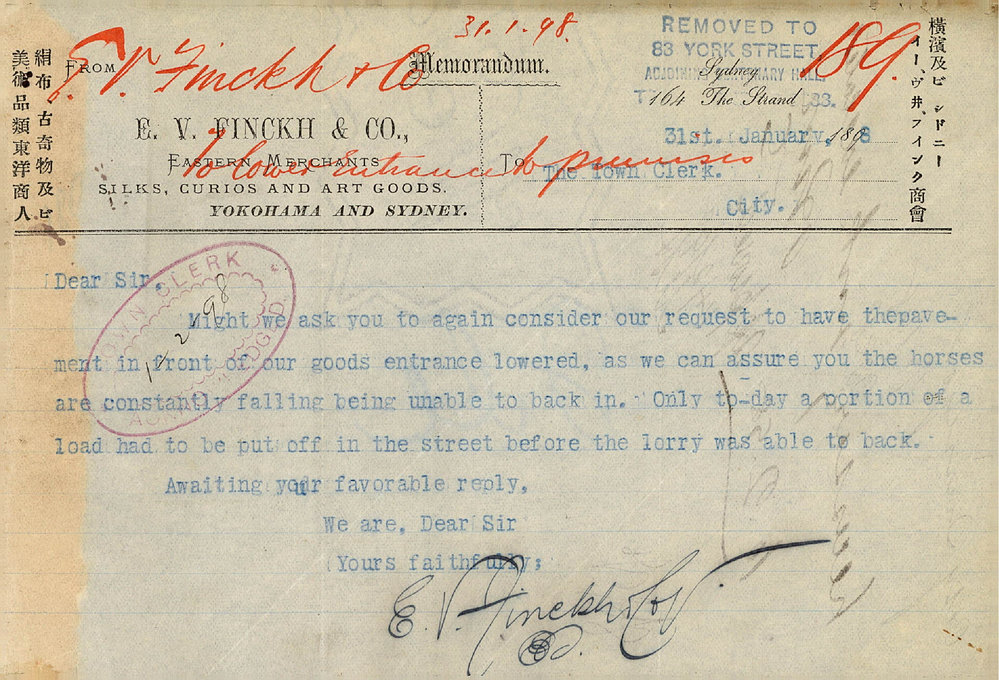 31.1.98.
E. V. Finckh & Co
189.
to lower Entrance to premises
絹布古奇物及ビ
美術品類東洋商人
FROM
Memorandum.
E. V. FINCKH & CO.,
EASTERN MERCHANTS
SILKS, CURIOS AND ART GOODS.
YOKOHAMA AND SYDNEY.
REMOVED TO
83 YORK STREET
ADJOINING HALL,
Sydney
164 The Strand
31st. January, 1898
TO The Town Clerk.
City.
橫濱及ビシドニー
イー、ヴ井、フインク商會
TOWN CLERK
1 2 98
ACKNOWLEDGED
Dear Sir.
Might we ask you to again consider our request to have thepave-
ment in front of our goods entrance lowered, as we can assure you the horses
are constantly falling being unable to back in. Only to-day a portion of a
load had to be put off in the street before the lorry was able to back.
Awaiting your favorable reply,
We are, Dear Sir
Yours faithfully;
E. V. Finckh & Co.